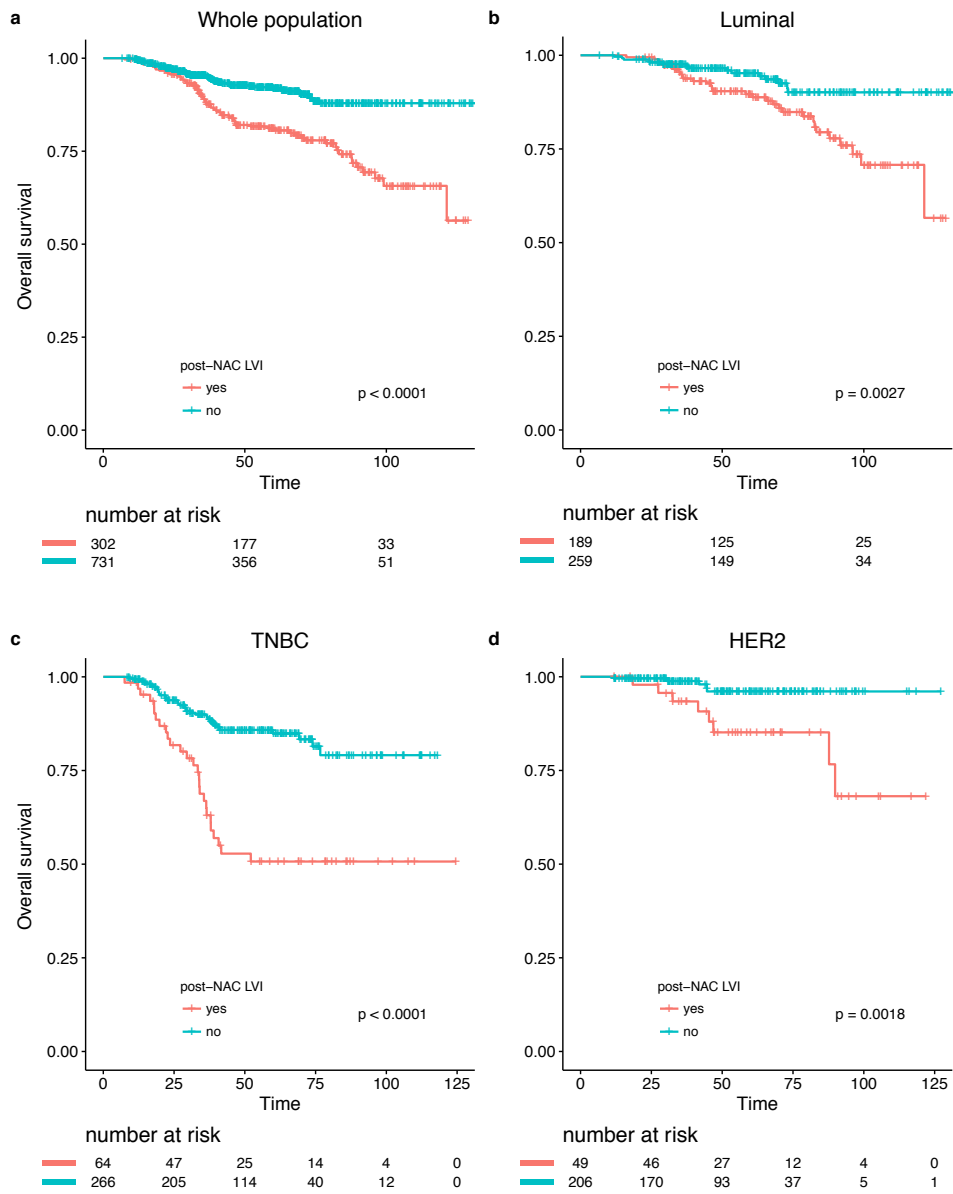 a
Whole population
1.00
0.75
0.50
0.25
0.00
Overall survival
post−NAC LVI
yes
no
p < 0.0001
0 50 100
Time
number at risk
302 177 33
731 356 51
b
Luminal
1.00
0.75
0.50
0.25
0.00
post−NAC LVI
yes
no
p = 0.0027
0 50 100
Time
number at risk
189 125 25
259 149 34
c
TNBC
1.00
0.75
0.50
0.25
0.00
Overall survival
post−NAC LVI
yes
no
p < 0.0001
0 25 50 75 100 125
Time
number at risk
64 47 25 14 4 0
266 205 114 40 12 0
d
HER2
1.00
0.75
0.50
0.25
0.00
post−NAC LVI
yes
no
p = 0.0018
0 25 50 75 100 125
Time
number at risk
49 46 27 12 4 0
206 170 93 37 5 1